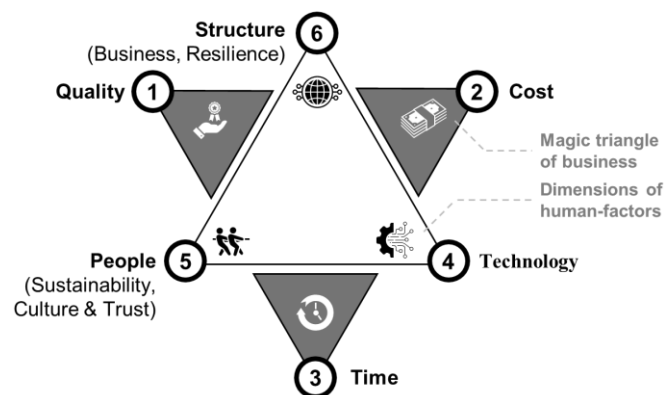 Structure
(Business, Resilience)
6
Quality
1
2
Cost
Magic triangle
of business
Dimensions of
human-factors
People
5
4
Technology
(Sustainability,
Culture & Trust)
3
Time